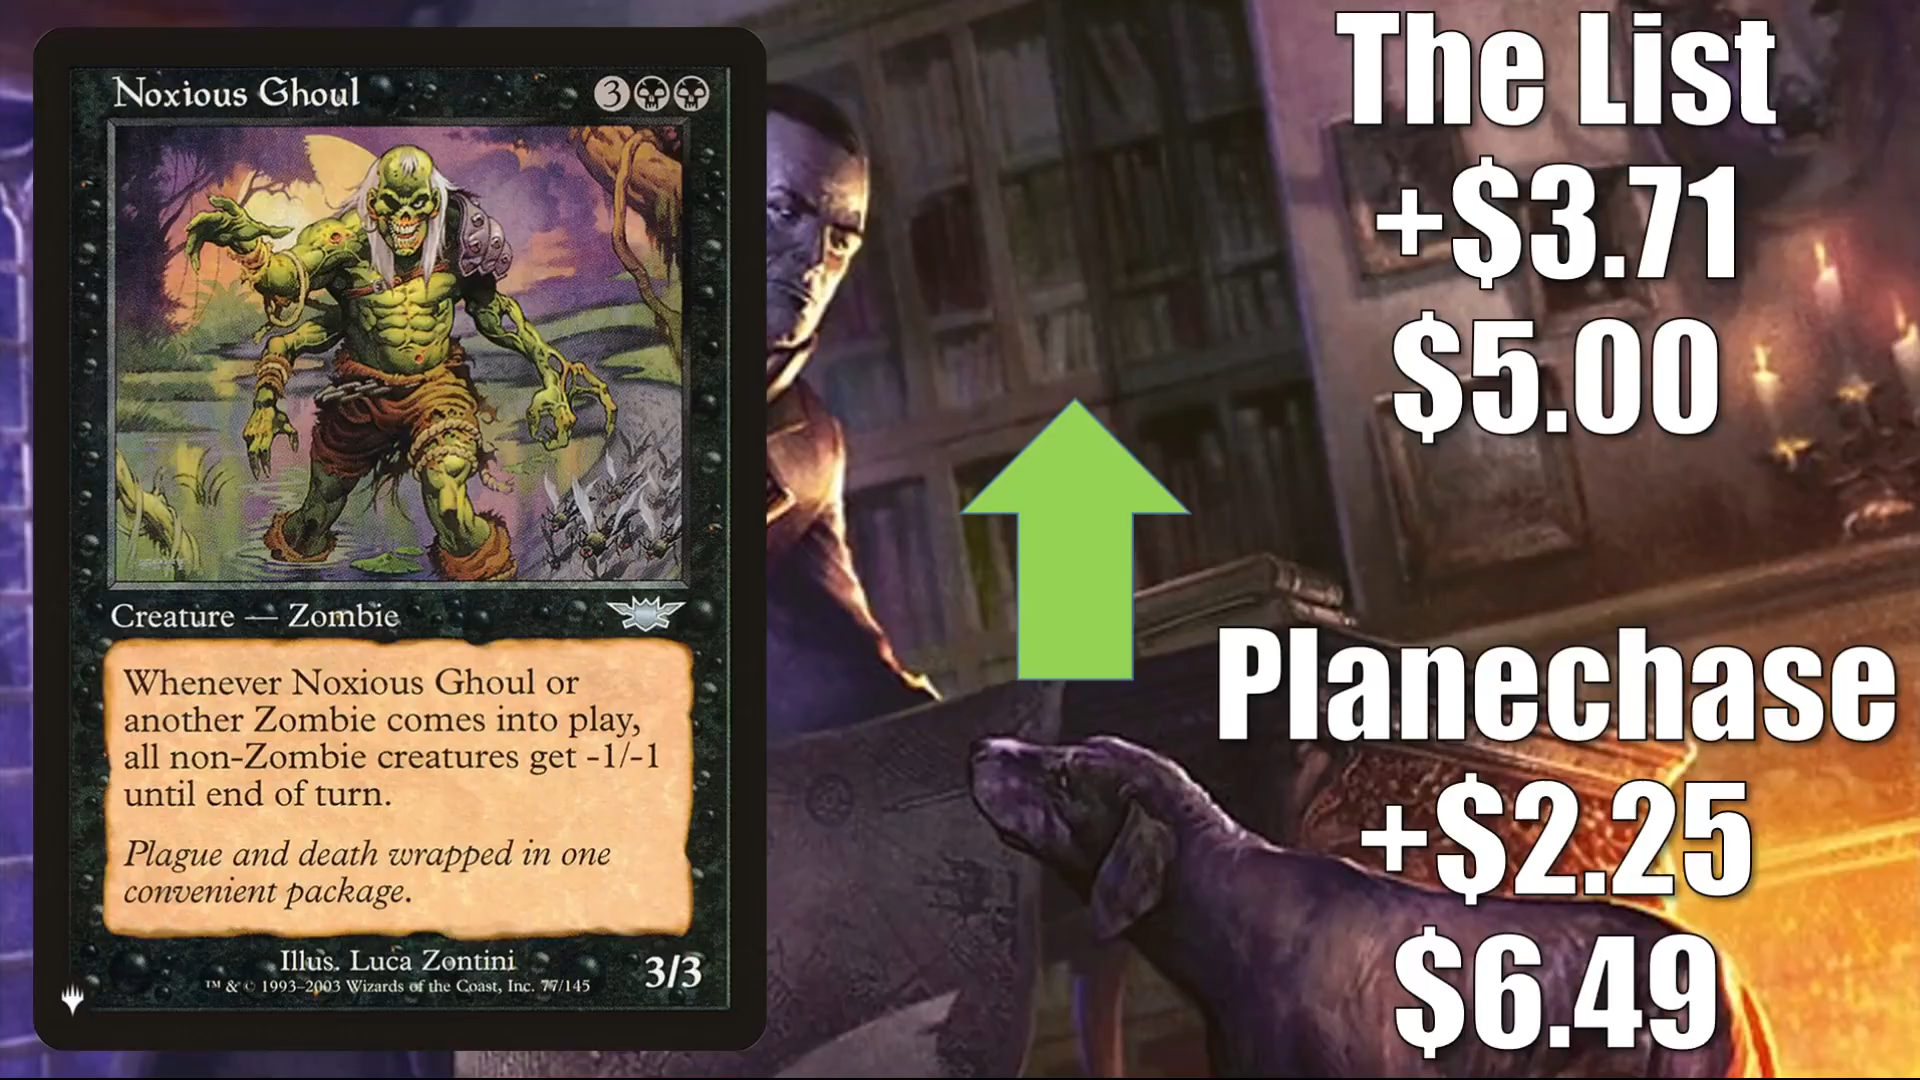 Noxious Ghoul
3
Creature — Zombie
Whenever Noxious Ghoul or
another Zombie comes into play,
all non-Zombie creatures get -1/-1
until end of turn.
Plague and death wrapped in one
convenient package.
Illus. Luca Zontini
™ & © 1993–2003 Wizards of the Coast, Inc. 77/145
3/3
The List
+$3.71
$5.00
Planechase
+$2.25
$6.49